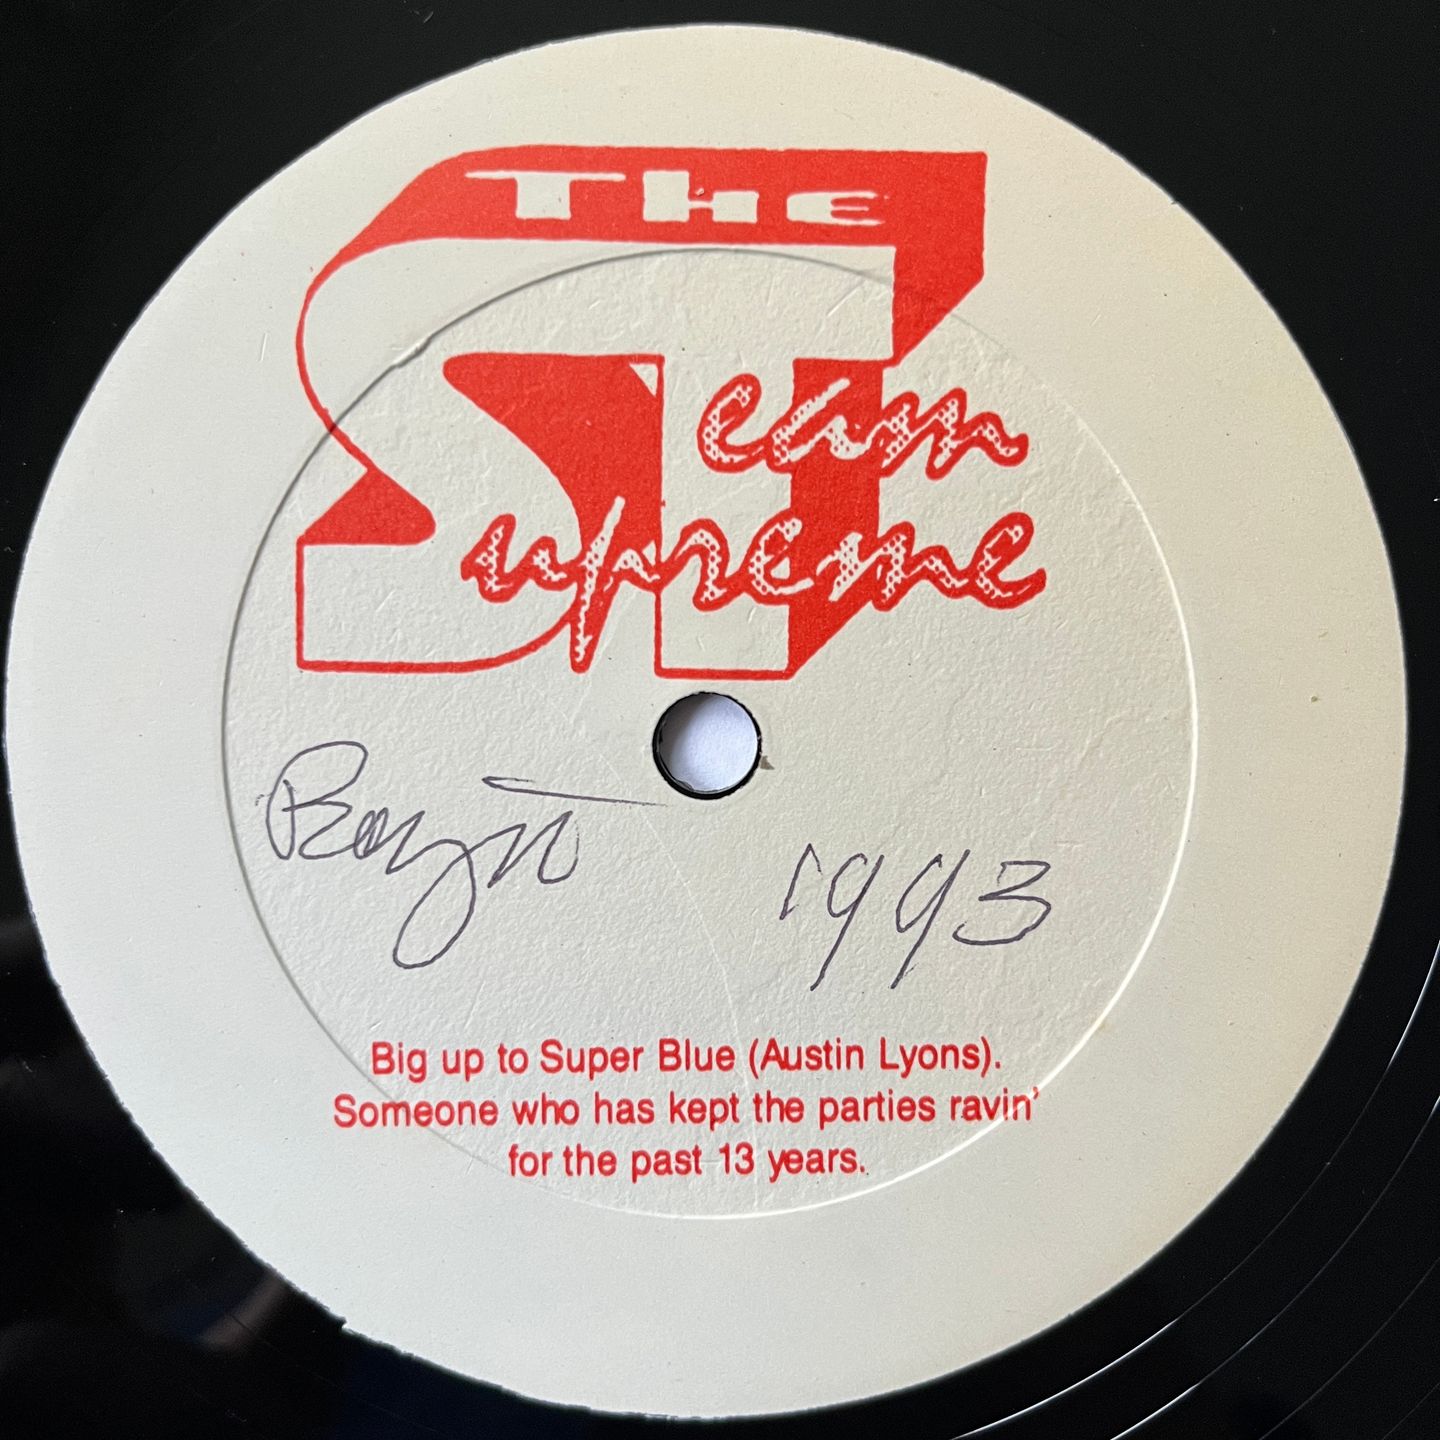 The
Team
Supreme
1993
Big up to Super Blue (Austin Lyons).
Someone who has kept the parties ravin'
for the past 13 years.